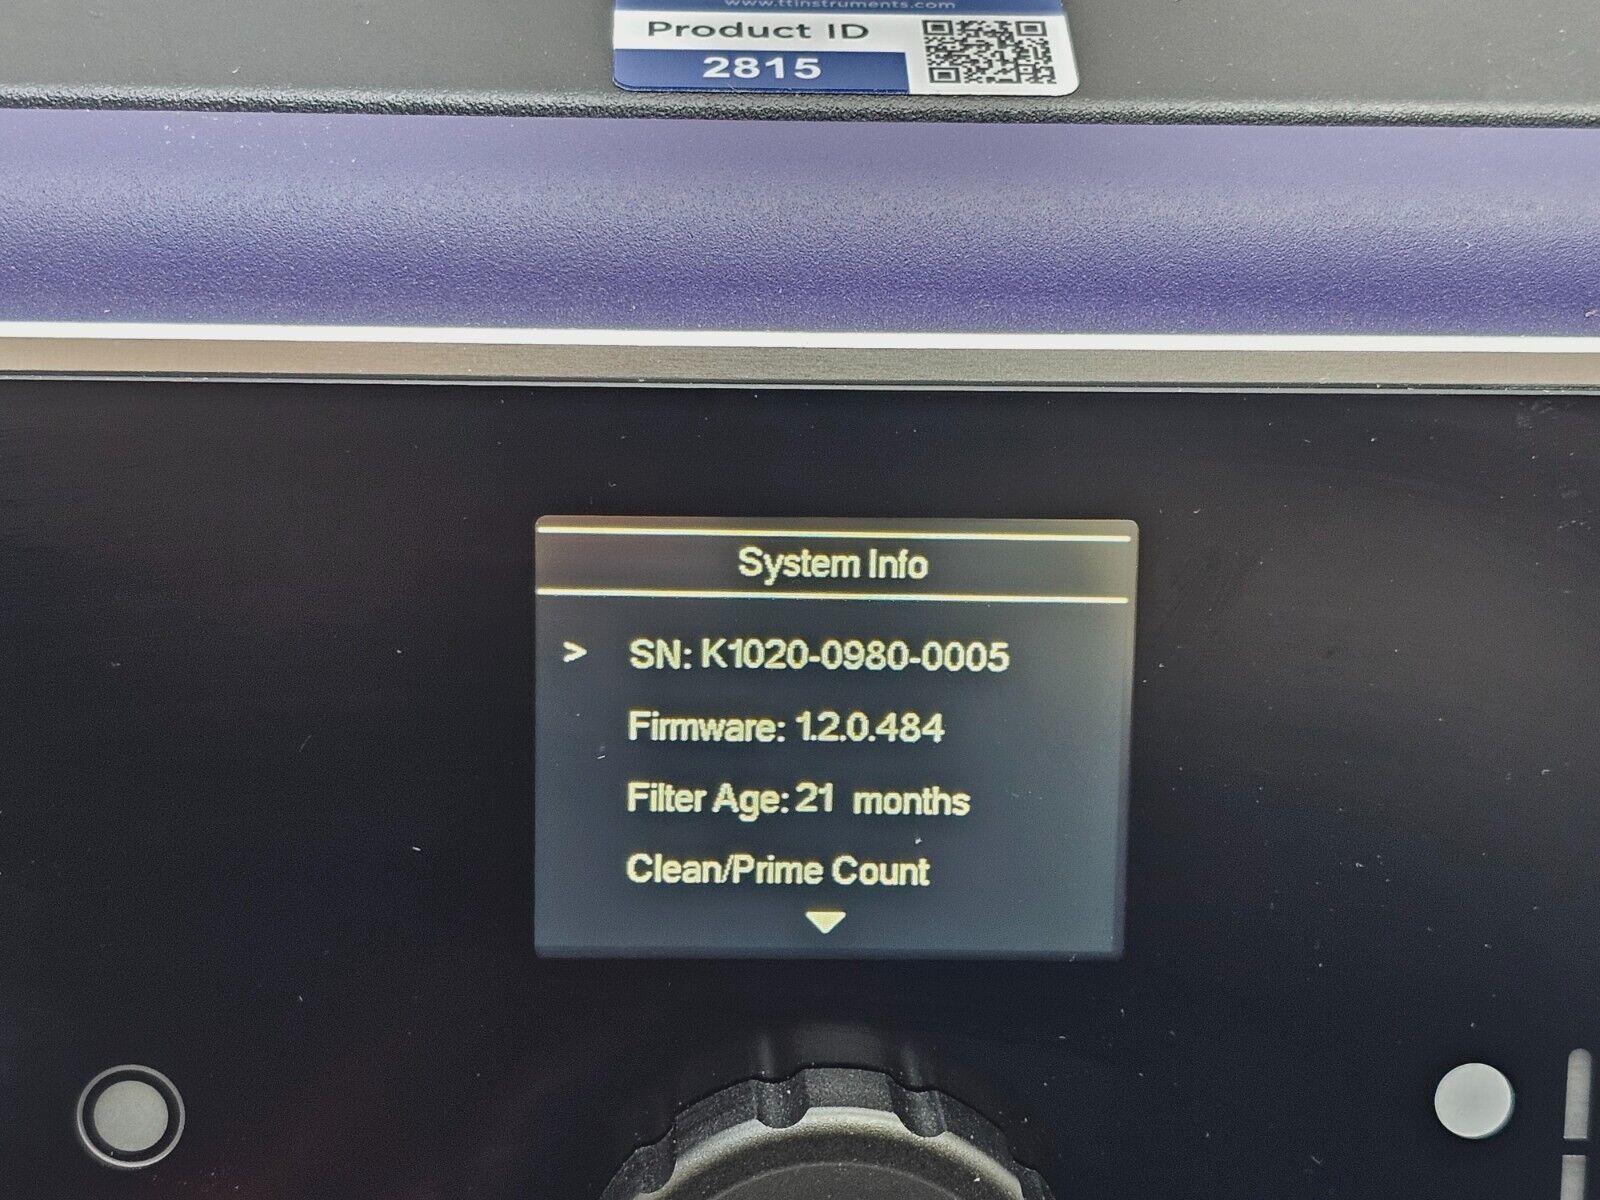 www.ttinstruments.com
Product ID
2815
System Info
> SN: K1020-0980-0005
Firmware: 1.2.0.484
Filter Age: 21 months
Clean/Prime Count